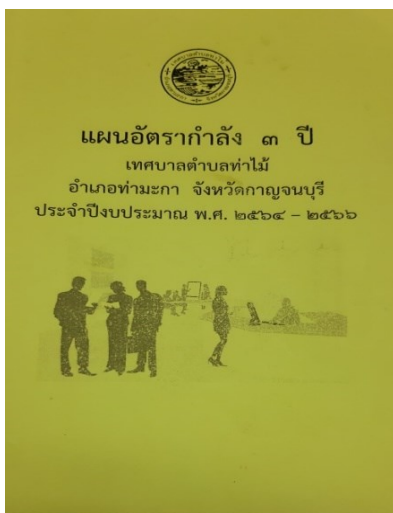 แผนอัตรากำลัง ๓ ปี
เทศบาลตำบลท่าไม้
อำเภอท่ามะกา จังหวัดกาญจนบุรี
ประจำปีงบประมาณ พ.ศ. ๒๕๖๔ – ๒๕๖๖